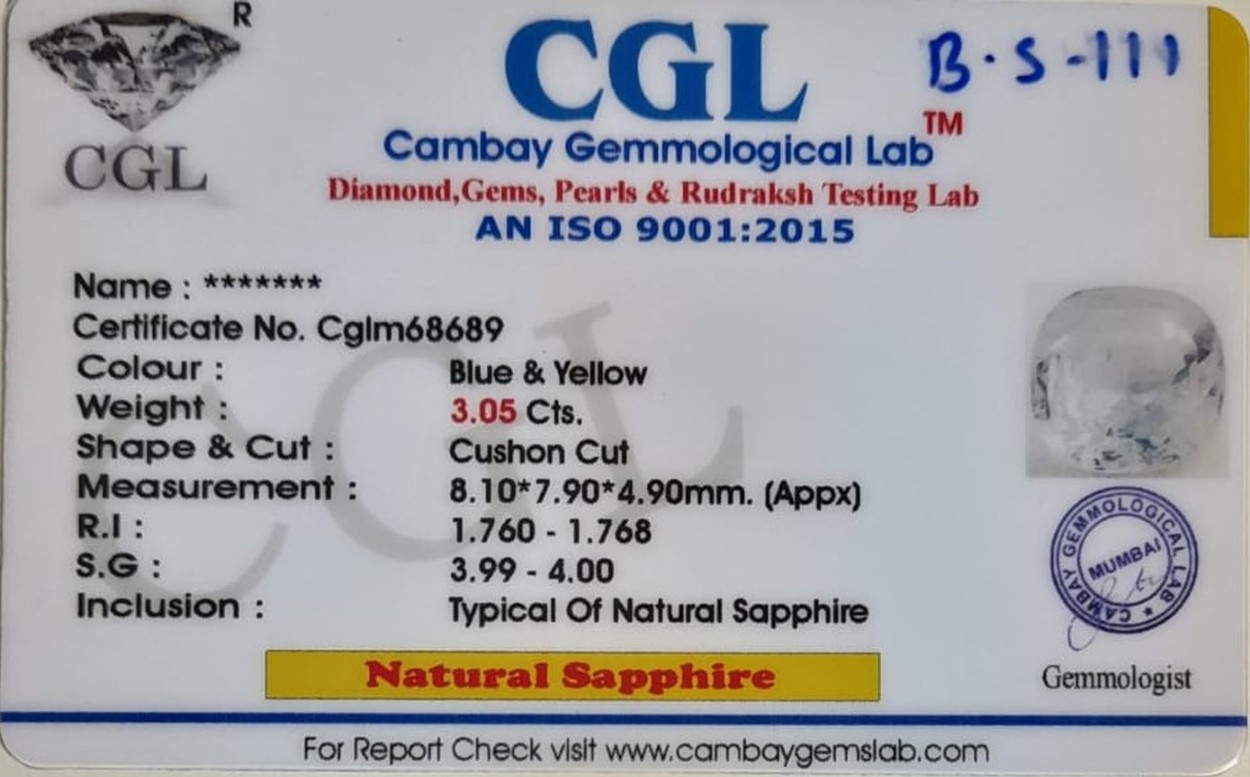 R
CGL
CGL
B.S-111
TM
Cambay Gemmological Lab
Diamond,Gems, Pearls & Rudraksh Testing Lab
AN ISO 9001:2015
Name : *******
Certificate No. Cglm68689
Colour : Blue & Yellow
Weight : 3.05 Cts.
Shape & Cut : Cushon Cut
Measurement : 8.10*7.90*4.90mm. (Appx)
R.I : 1.760 - 1.768
S.G : 3.99 - 4.00
Inclusion : Typical Of Natural Sapphire
CGL
CAMBAY GEMMOLOGICAL LAB
MUMBAI
Gemmologist
Natural Sapphire
For Report Check visit www.cambaygemslab.com